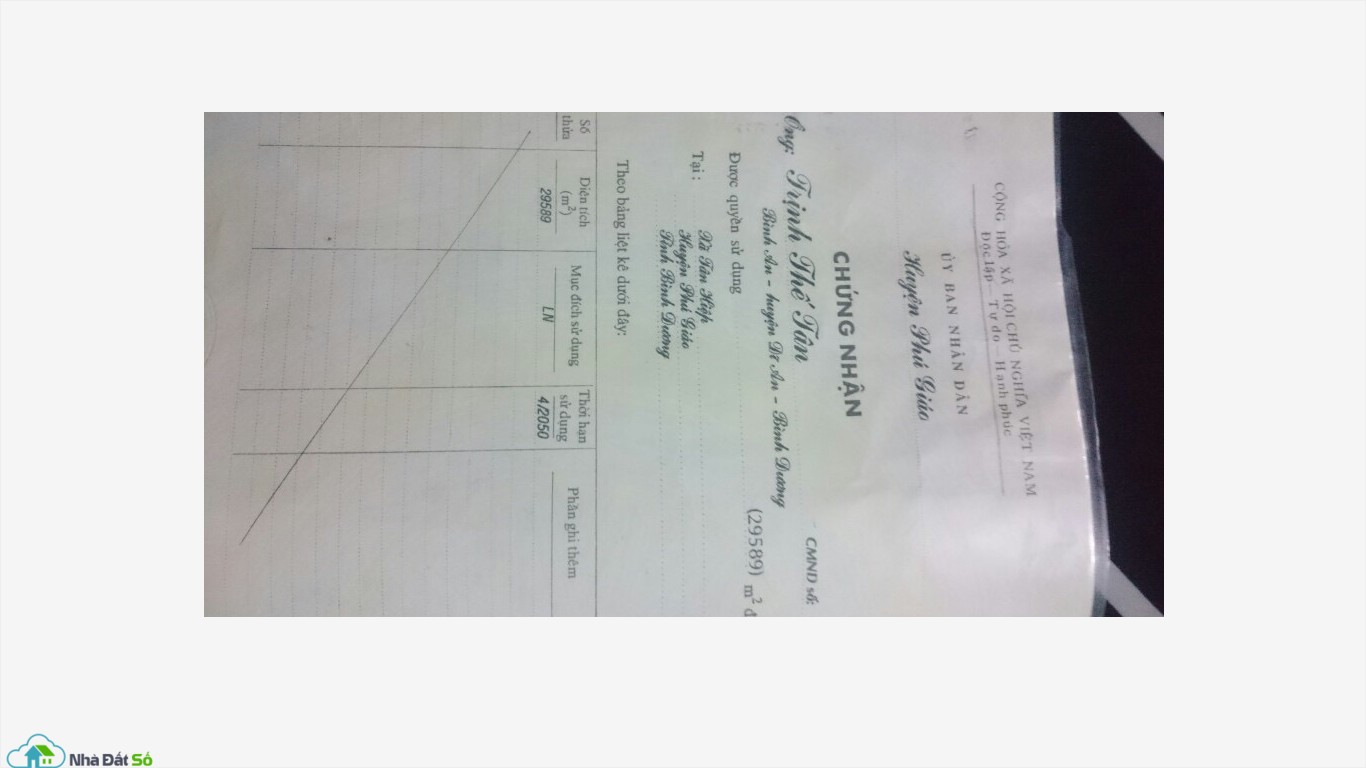 CỘNG HÒA XÃ HỘI CHỦ NGHĨA VIỆT NAM
Độc lập – Tự do – Hạnh phúc
ỦY BAN NHÂN DÂN
Huyện Phú Giáo
CHỨNG NHẬN
Ông: Trịnh Thế Tân CMND số:
Bình An - huyện Dĩ An - Bình Dương
Được quyền sử dụng (29589) m² đ
Tại: Xã Tân Hiệp
Huyện Phú Giáo
Tỉnh Bình Dương
Theo bảng liệt kê dưới đây:
Số thửa Diện tích (m²) Mục đích sử dụng Thời hạn sử dụng Phần ghi thêm
29589 LN 4/2050
Nhà Đất Số